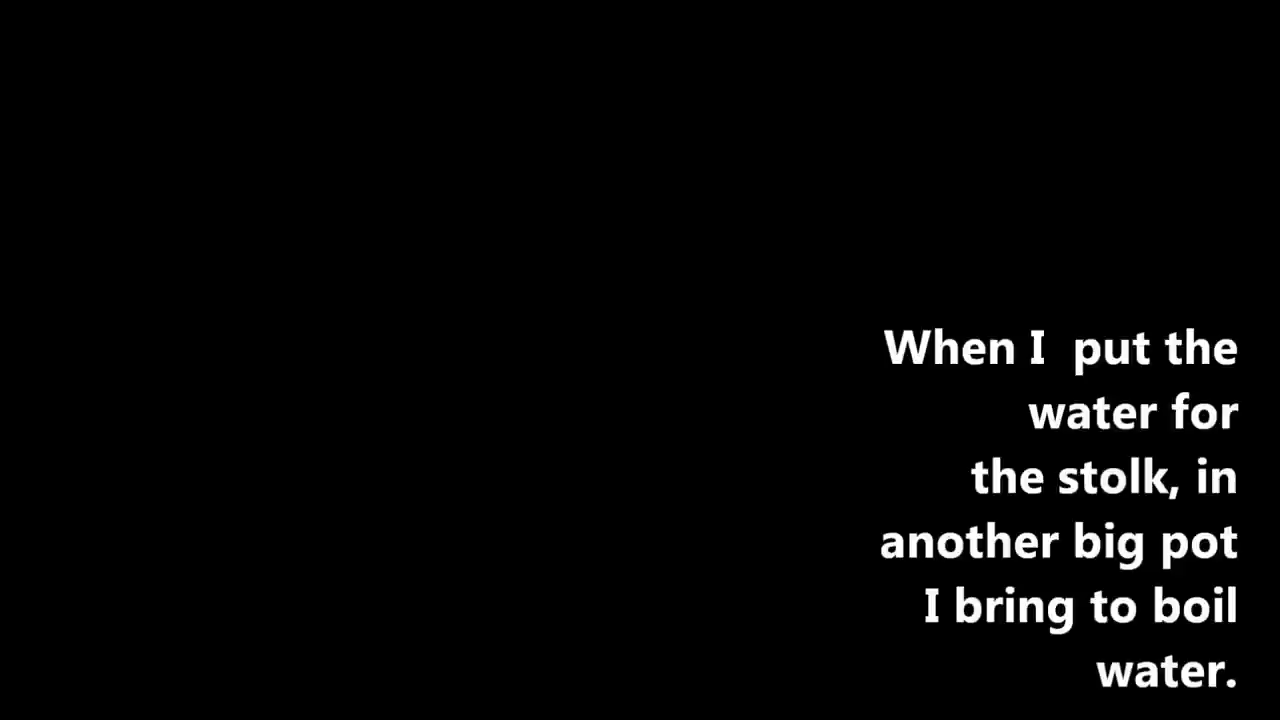 When I  put the
water for
the stolk, in
another big pot
I bring to boil
water.